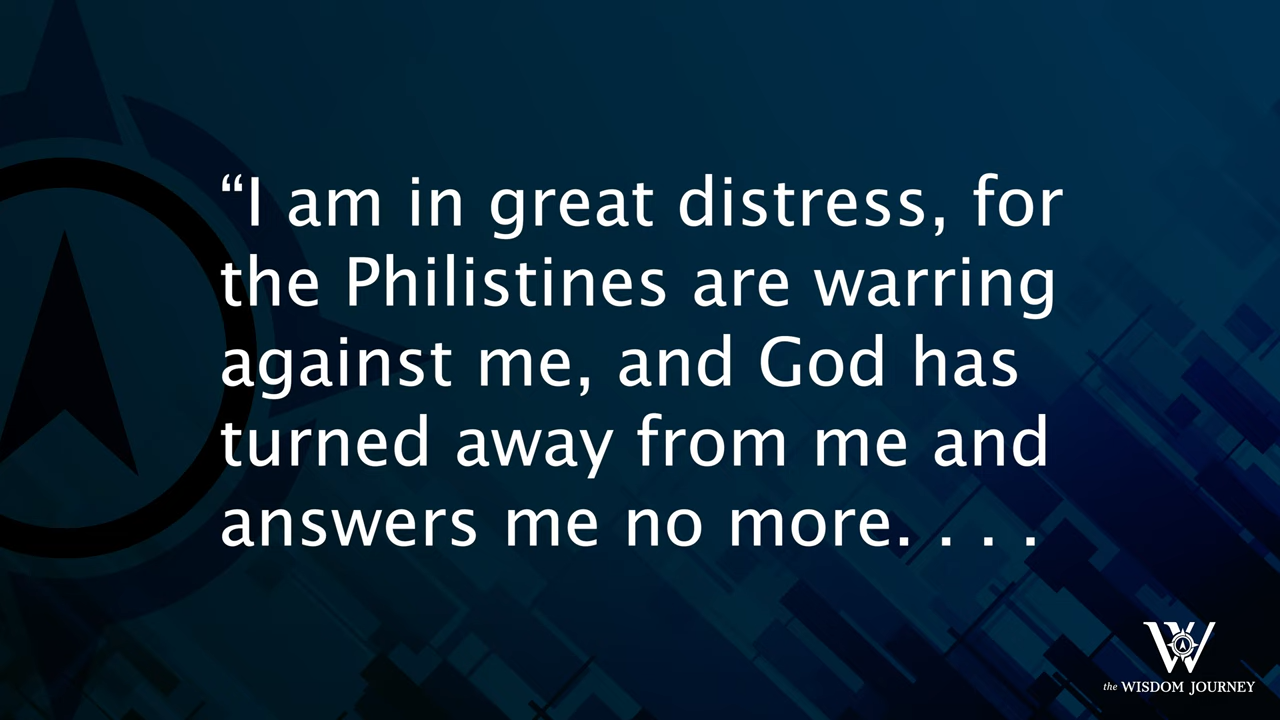 “I am in great distress, for
the Philistines are warring
against me, and God has
turned away from me and
answers me no more. . . .
W
the WISDOM JOURNEY